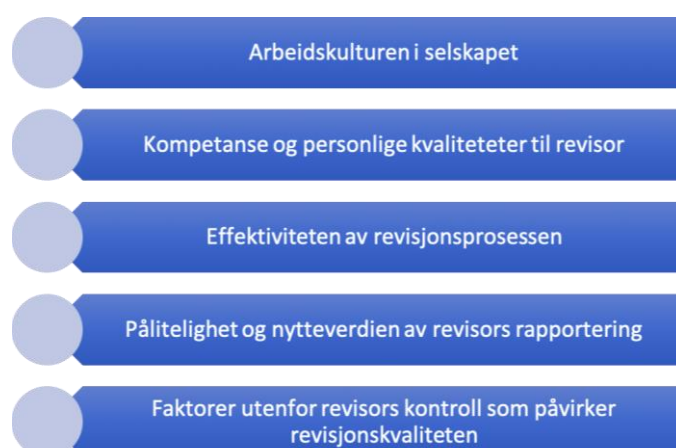 Arbeidskulturen i selskapet
Kompetanse og personlige kvaliteteter til revisor
Effektiviteten av revisjonsprosessen
Pålitelighet og nytteverdien av revisors rapportering
Faktorer utenfor revisors kontroll som påvirker
revisjonskvaliteten